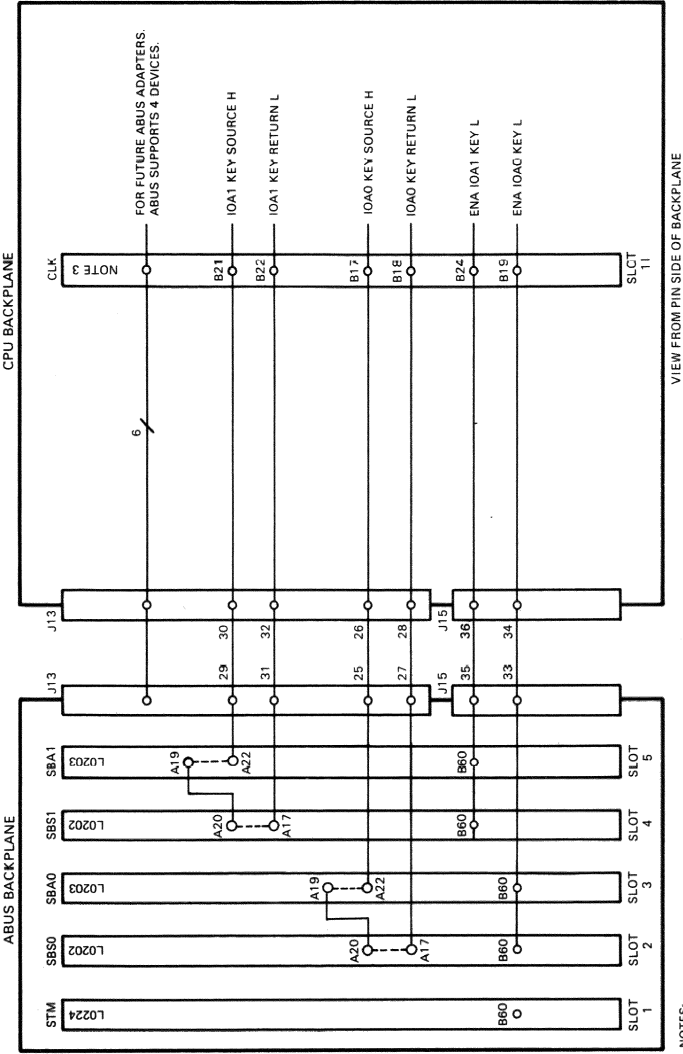 CPU BACKPLANE
FOR FUTURE ABUS ADAPTERS.
ABUS SUPPORTS 4 DEVICES.
IOA1 KEY SOURCE H
IOA1 KEY RETURN L
IOA0 KEY SOURCE H
IOA0 KEY RETURN L
ENA IOA1 KEY L
ENA IOA0 KEY L
CLK
NOTE 3
B21
B22
B17
B18
B24
B19
SLOT
11
6
VIEW FROM PIN SIDE OF BACKPLANE
J13
30
32
26
28
J15
36
34
J13
29
31
25
27
J15
35
33
ABUS BACKPLANE
SBA1
L0203
A19
A22
B60
SLOT
5
SBS1
L0202
A20
A17
B60
SLOT
4
SBA0
L0203
A19
A22
B60
SLOT
3
SBS0
L0202
A20
A17
B60
SLOT
2
STM
L0224
B60
SLOT
1
NOTES: